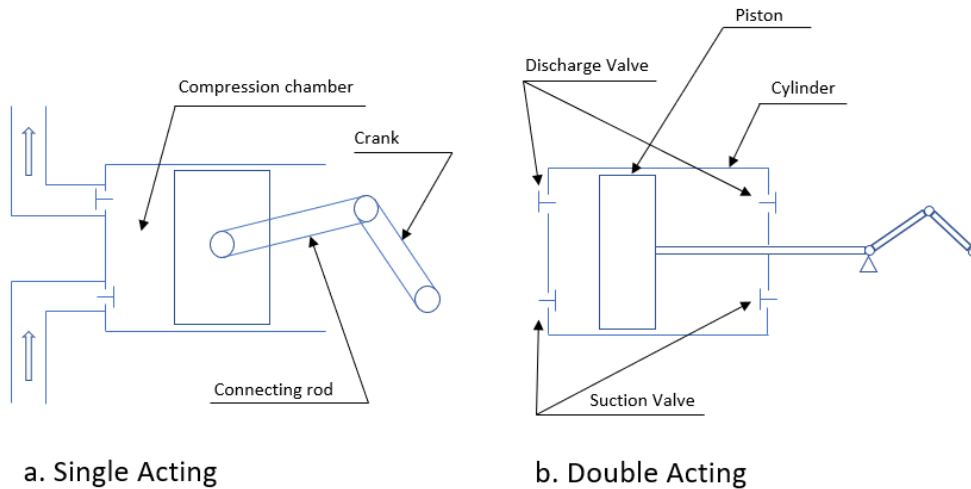 Piston
Discharge Valve
Compression chamber
Cylinder
Crank
Connecting rod
Suction Valve
a. Single Acting
b. Double Acting